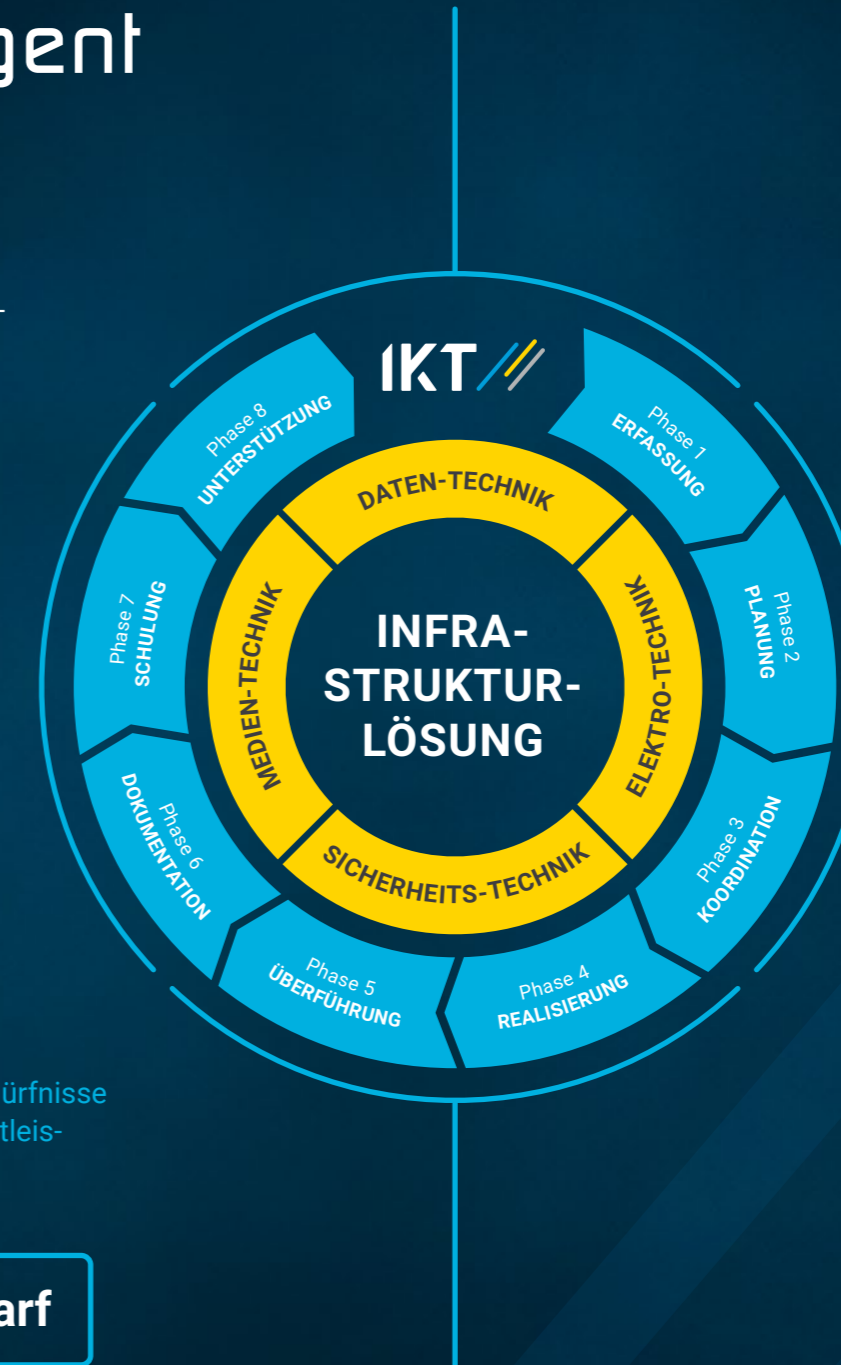 gent
IKT
Phase 1
ERFASSUNG
Phase 2
PLANUNG
Phase 3
KOORDINATION
Phase 4
REALISIERUNG
Phase 5
ÜBERFÜHRUNG
Phase 6
DOKUMENTATION
Phase 7
SCHULUNG
Phase 8
UNTERSTÜTZUNG
DATEN-TECHNIK
ELEKTRO-TECHNIK
SICHERHEITS-TECHNIK
MEDIEN-TECHNIK
INFRA-
STRUKTUR-
LÖSUNG
ürfnisse
tleis-
arf